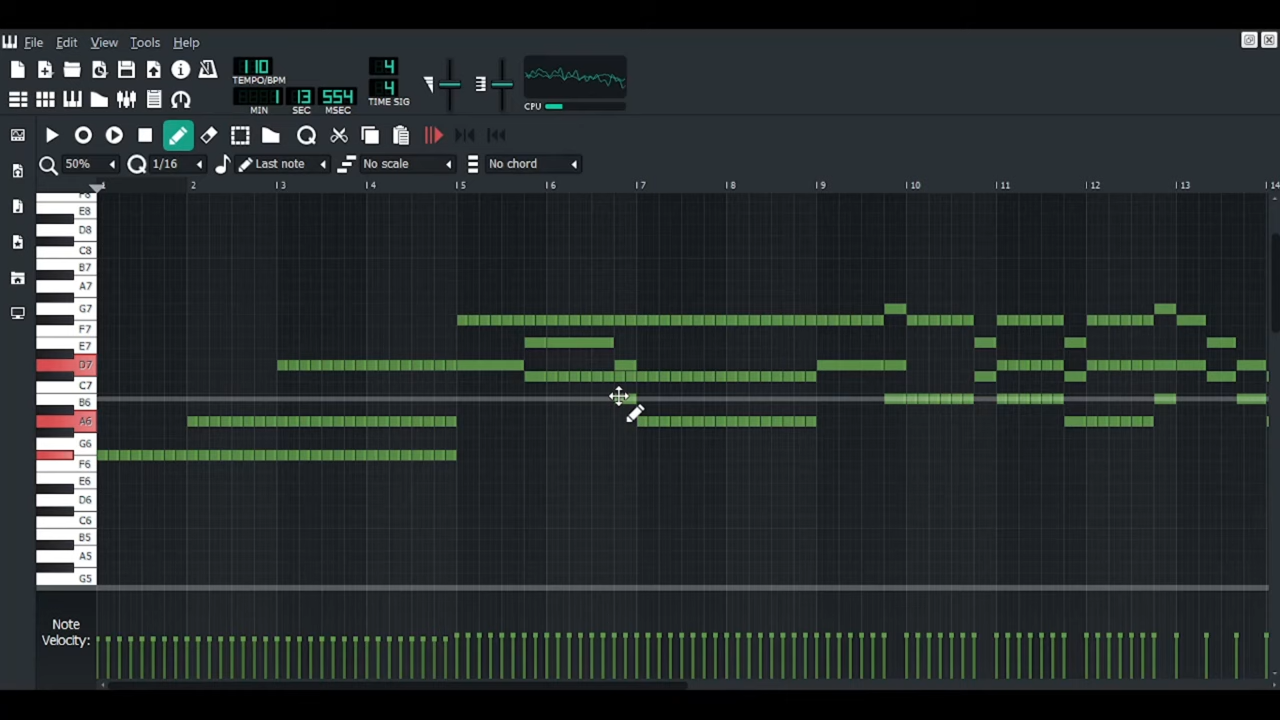 File Edit View Tools Help
110
TEMPO/BPM
1 13 554
MIN SEC MSEC
4
4
TIME SIG
CPU
50% 1/16 Last note No scale No chord
1 2 3 4 5 6 7 8 9 10 11 12 13 14
F8
E8
D8
C8
B7
A7
G7
F7
E7
D7
C7
B6
A6
G6
F6
E6
D6
C6
B5
A5
G5
Note
Velocity: